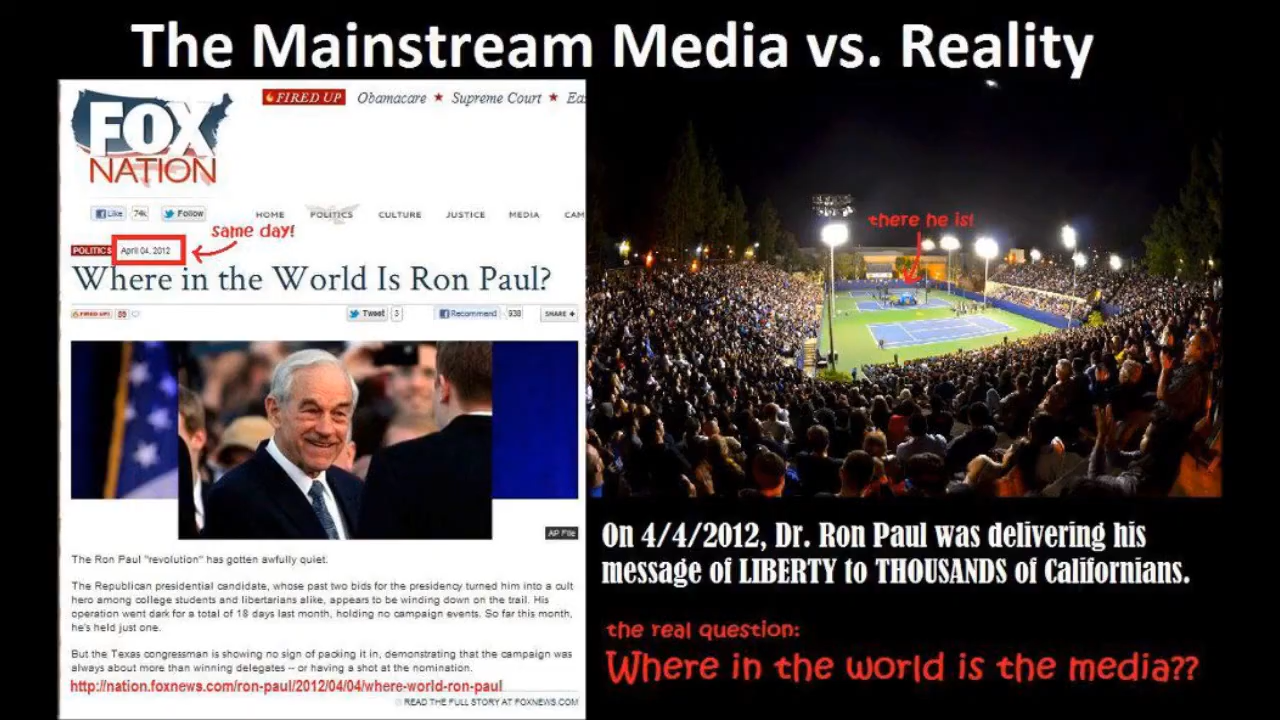 The Mainstream Media vs. Reality
FOX
NATION
FIRED UP Obamacare ★ Supreme Court ★ Eas
Like 74k Follow
HOME POLITICS CULTURE JUSTICE MEDIA CAM
same day!
POLITICS April 04, 2012
Where in the World Is Ron Paul?
FIRED UP! 55 Tweet 3 Recommend 938 SHARE +
AP File
The Ron Paul "revolution" has gotten awfully quiet.
The Republican presidential candidate, whose past two bids for the presidency turned him into a cult
hero among college students and libertarians alike, appears to be winding down on the trail. His
operation went dark for a total of 18 days last month, holding no campaign events. So far this month,
he's held just one.
But the Texas congressman is showing no sign of packing it in, demonstrating that the campaign was
always about more than winning delegates -- or having a shot at the nomination.
http://nation.foxnews.com/ron-paul/2012/04/04/where-world-ron-paul
READ THE FULL STORY AT FOXNEWS.COM
there he is!
On 4/4/2012, Dr. Ron Paul was delivering his
message of LIBERTY to THOUSANDS of Californians.
the real question:
Where in the world is the media??